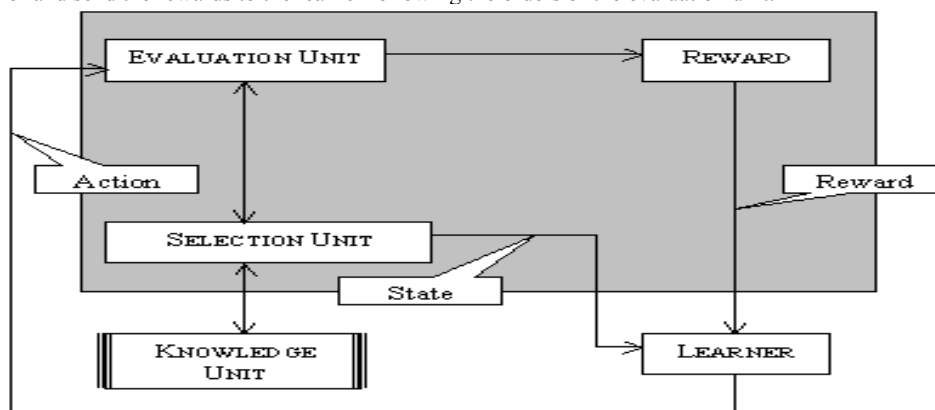 EVALUATION UNIT
REWARD
Action
Reward
SELECTION UNIT
State
KNOWLEDGE
UNIT
LEARNER